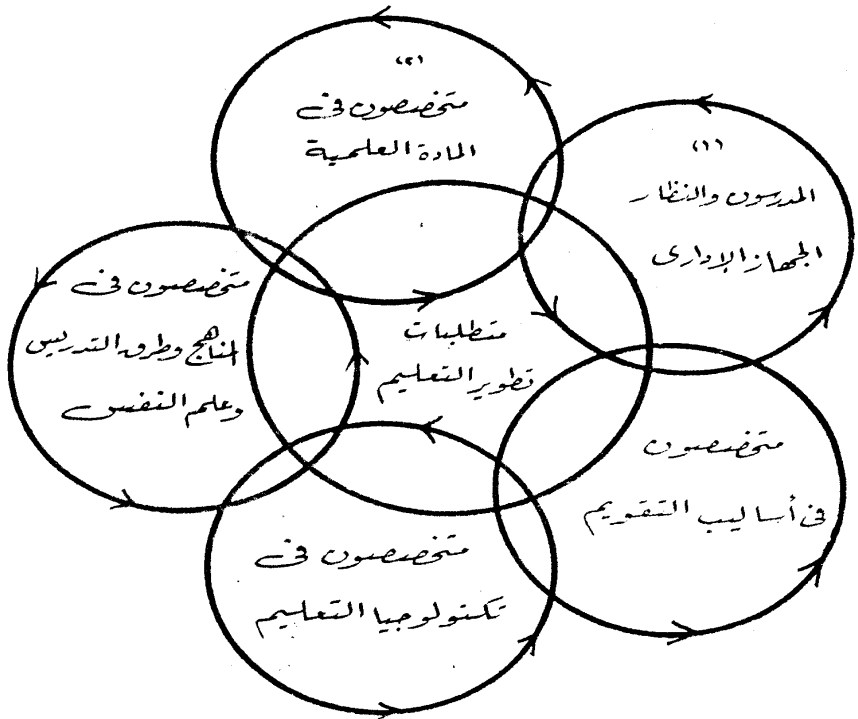 (١)
المدرسون والنظار
الجهاز الإدارى
(٢)
متخصصون فى
المادة العلمية
متخصصون فى
المناهج وطرق التدريس
وعلم النفس
متطلبات
تطوير التعليم
متخصصون
فى أساليب التقويم
متخصصون فى
تكنولوجيا التعليم